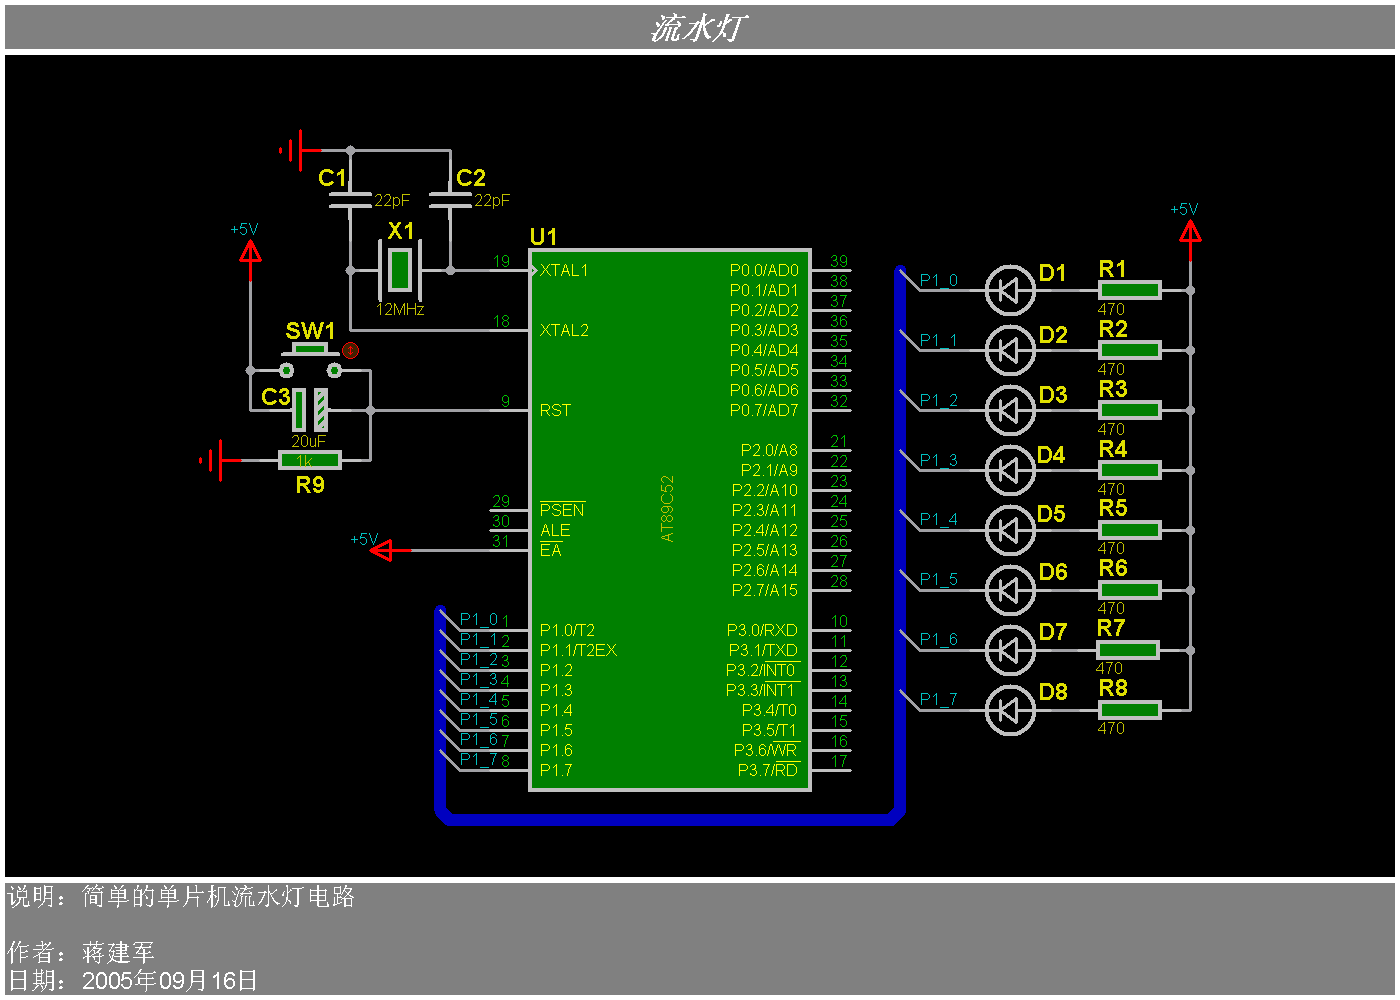 流水灯
C1
22pF
C2
22pF
+5V
X1
12MHz
SW1
C3
20uF
1k
R9
+5V
U1
AT89C52
19 XTAL1
18 XTAL2
9 RST
29 PSEN
30 ALE
31 EA
P1_0 1 P1.0/T2
P1_1 2 P1.1/T2EX
P1_2 3 P1.2
P1_3 4 P1.3
P1_4 5 P1.4
P1_5 6 P1.5
P1_6 7 P1.6
P1_7 8 P1.7
P0.0/AD0 39
P0.1/AD1 38
P0.2/AD2 37
P0.3/AD3 36
P0.4/AD4 35
P0.5/AD5 34
P0.6/AD6 33
P0.7/AD7 32
P2.0/A8 21
P2.1/A9 22
P2.2/A10 23
P2.3/A11 24
P2.4/A12 25
P2.5/A13 26
P2.6/A14 27
P2.7/A15 28
P3.0/RXD 10
P3.1/TXD 11
P3.2/INT0 12
P3.3/INT1 13
P3.4/T0 14
P3.5/T1 15
P3.6/WR 16
P3.7/RD 17
+5V
P1_0 D1 R1
470
P1_1 D2 R2
470
P1_2 D3 R3
470
P1_3 D4 R4
470
P1_4 D5 R5
470
P1_5 D6 R6
470
P1_6 D7 R7
470
P1_7 D8 R8
470
说明：简单的单片机流水灯电路
作者：蒋建军
日期：2005年09月16日